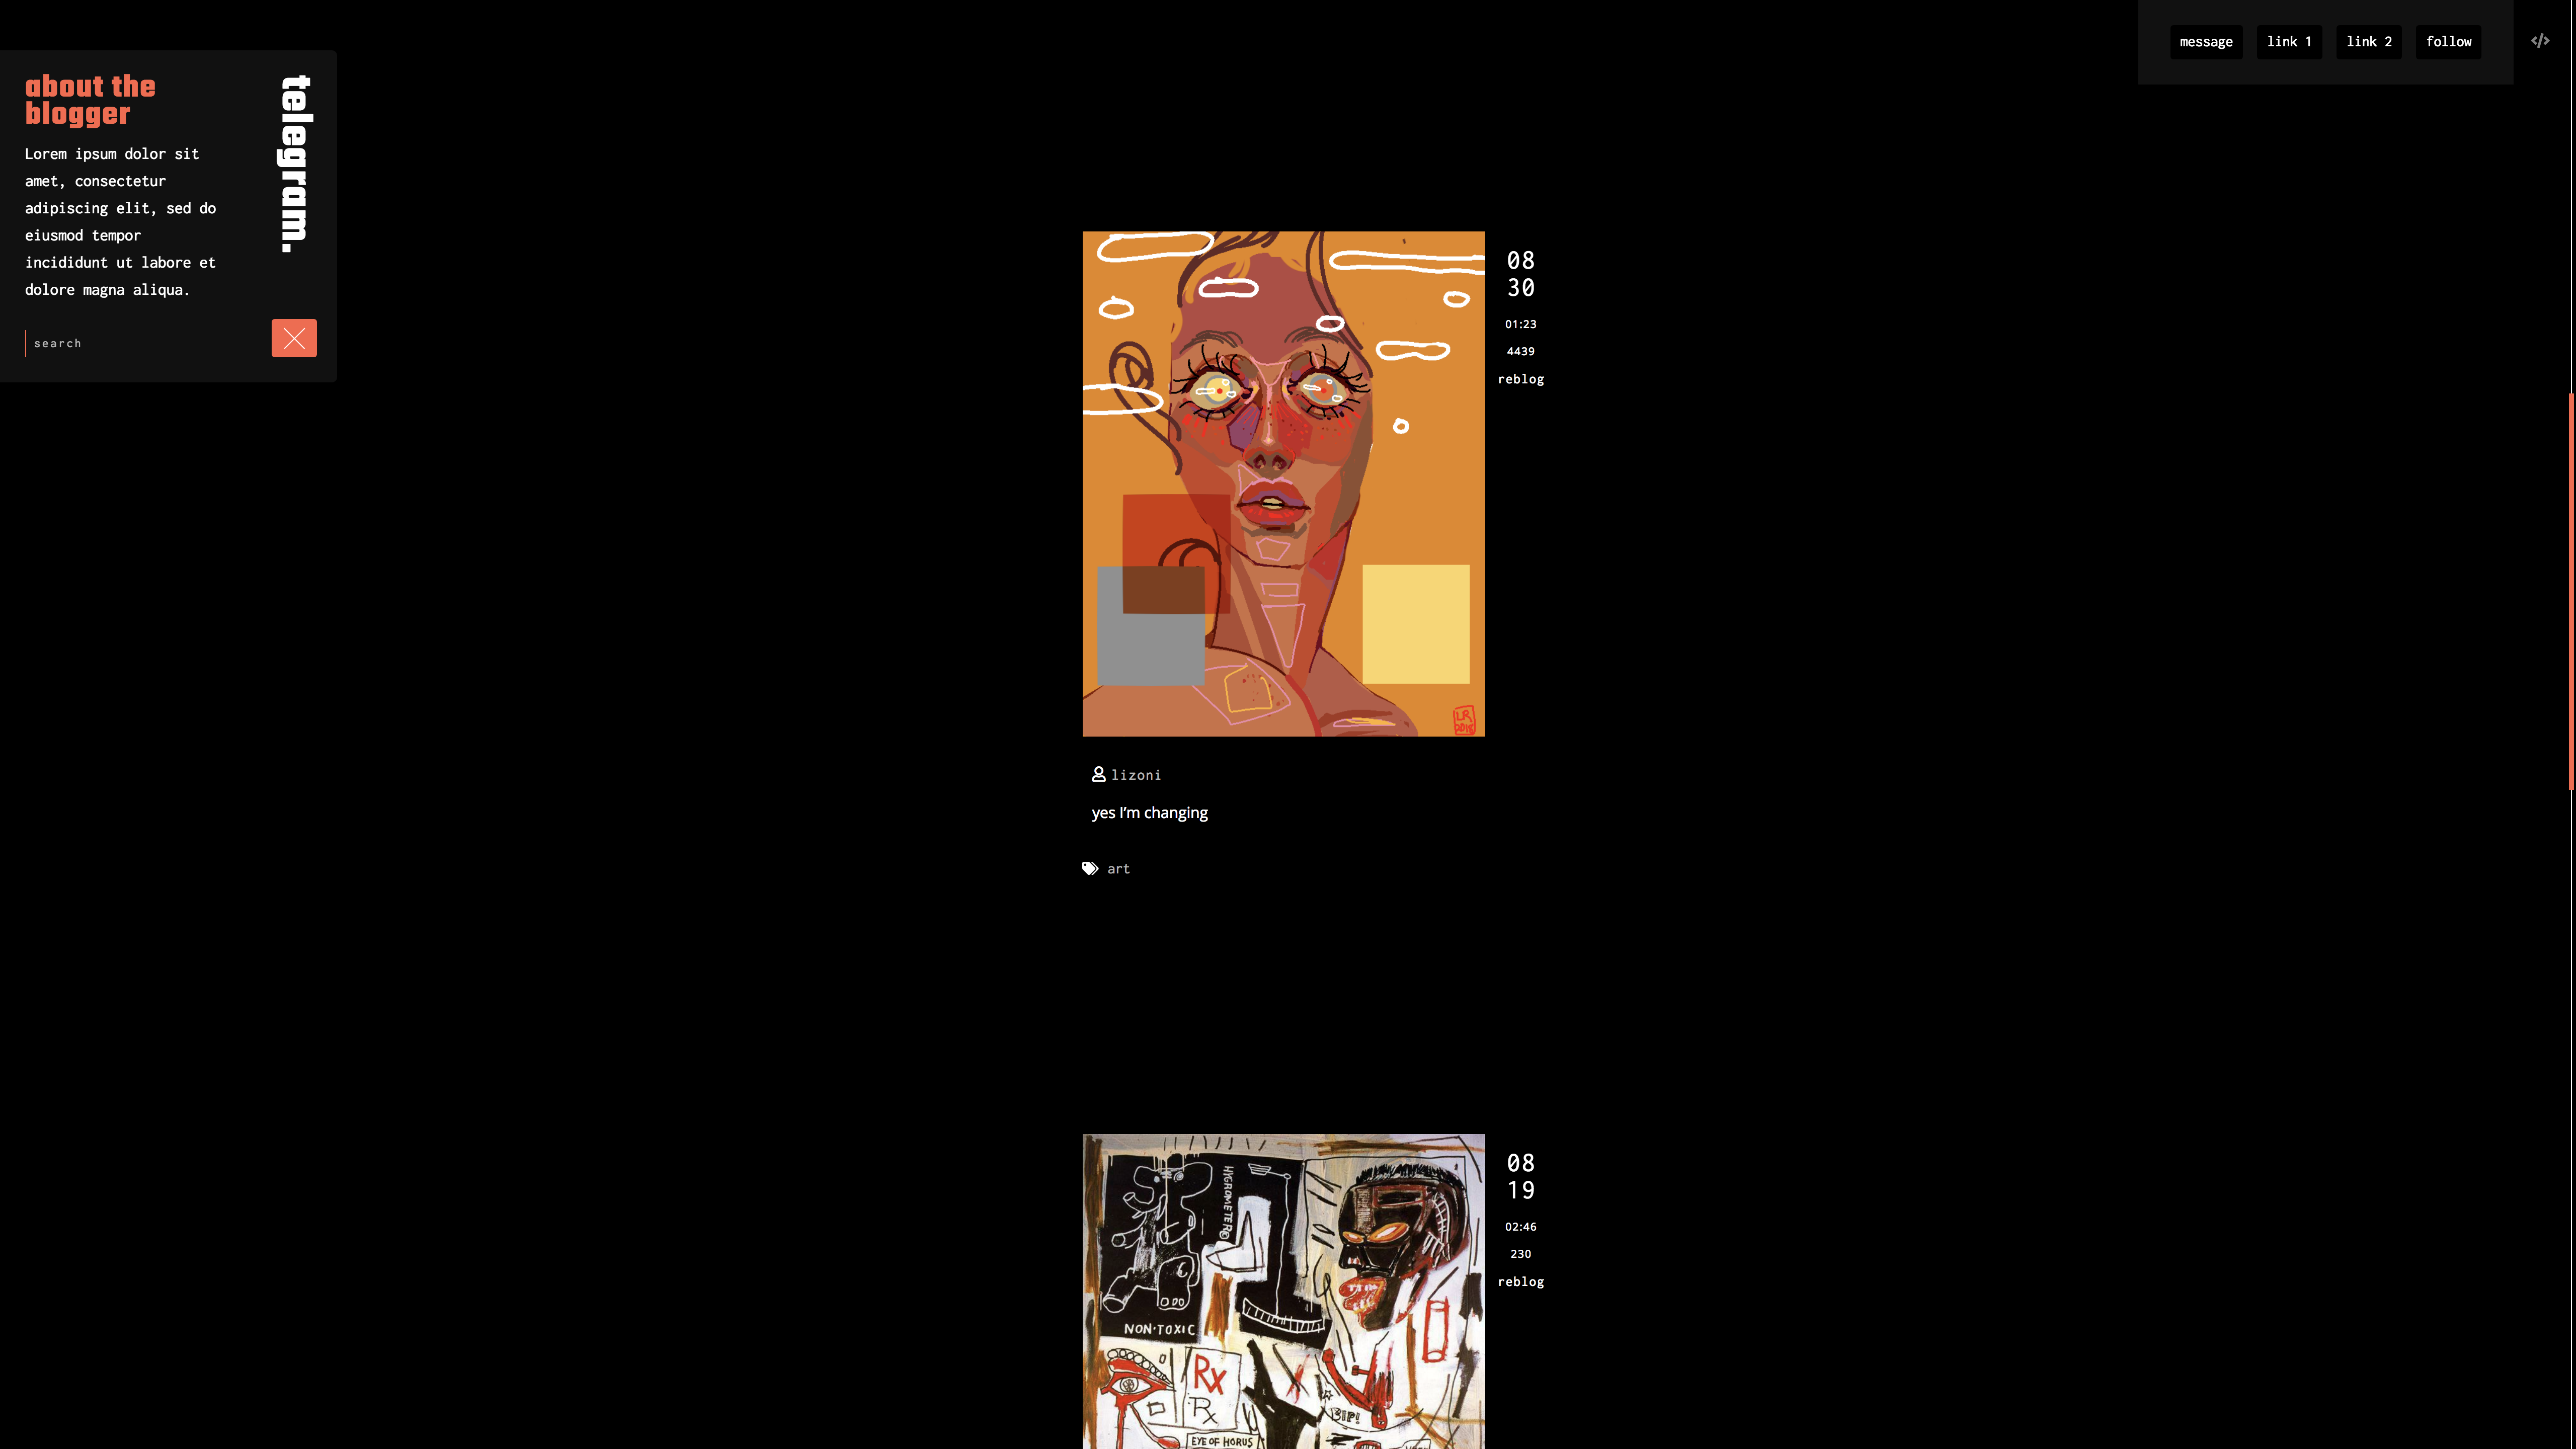 about the
blogger
Lorem ipsum dolor sit
amet, consectetur
adipiscing elit, sed do
eiusmod tempor
incididunt ut labore et
dolore magna aliqua.
search
telegram.
message
link 1
link 2
follow
</>
08
30
01:23
4439
reblog
LR
lizoni
yes I’m changing
art
08
19
02:46
230
reblog
HYGROMETER®
NON-TOXIC
Rx
Rx
BIP!
EYE OF HORUS